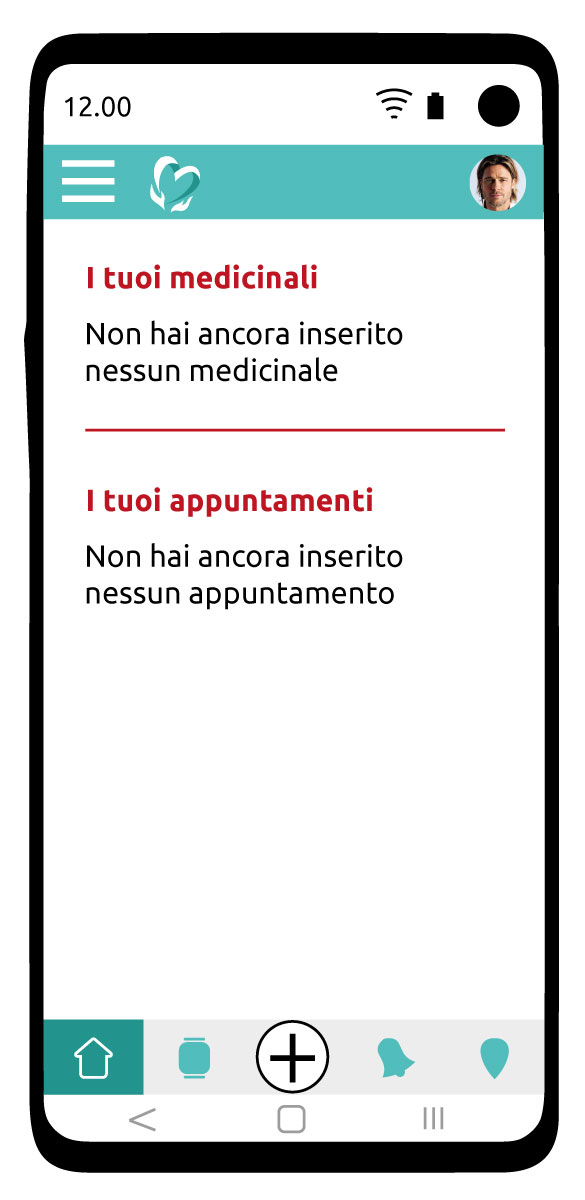 12.00
I tuoi medicinali
Non hai ancora inserito
nessun medicinale
I tuoi appuntamenti
Non hai ancora inserito
nessun appuntamento